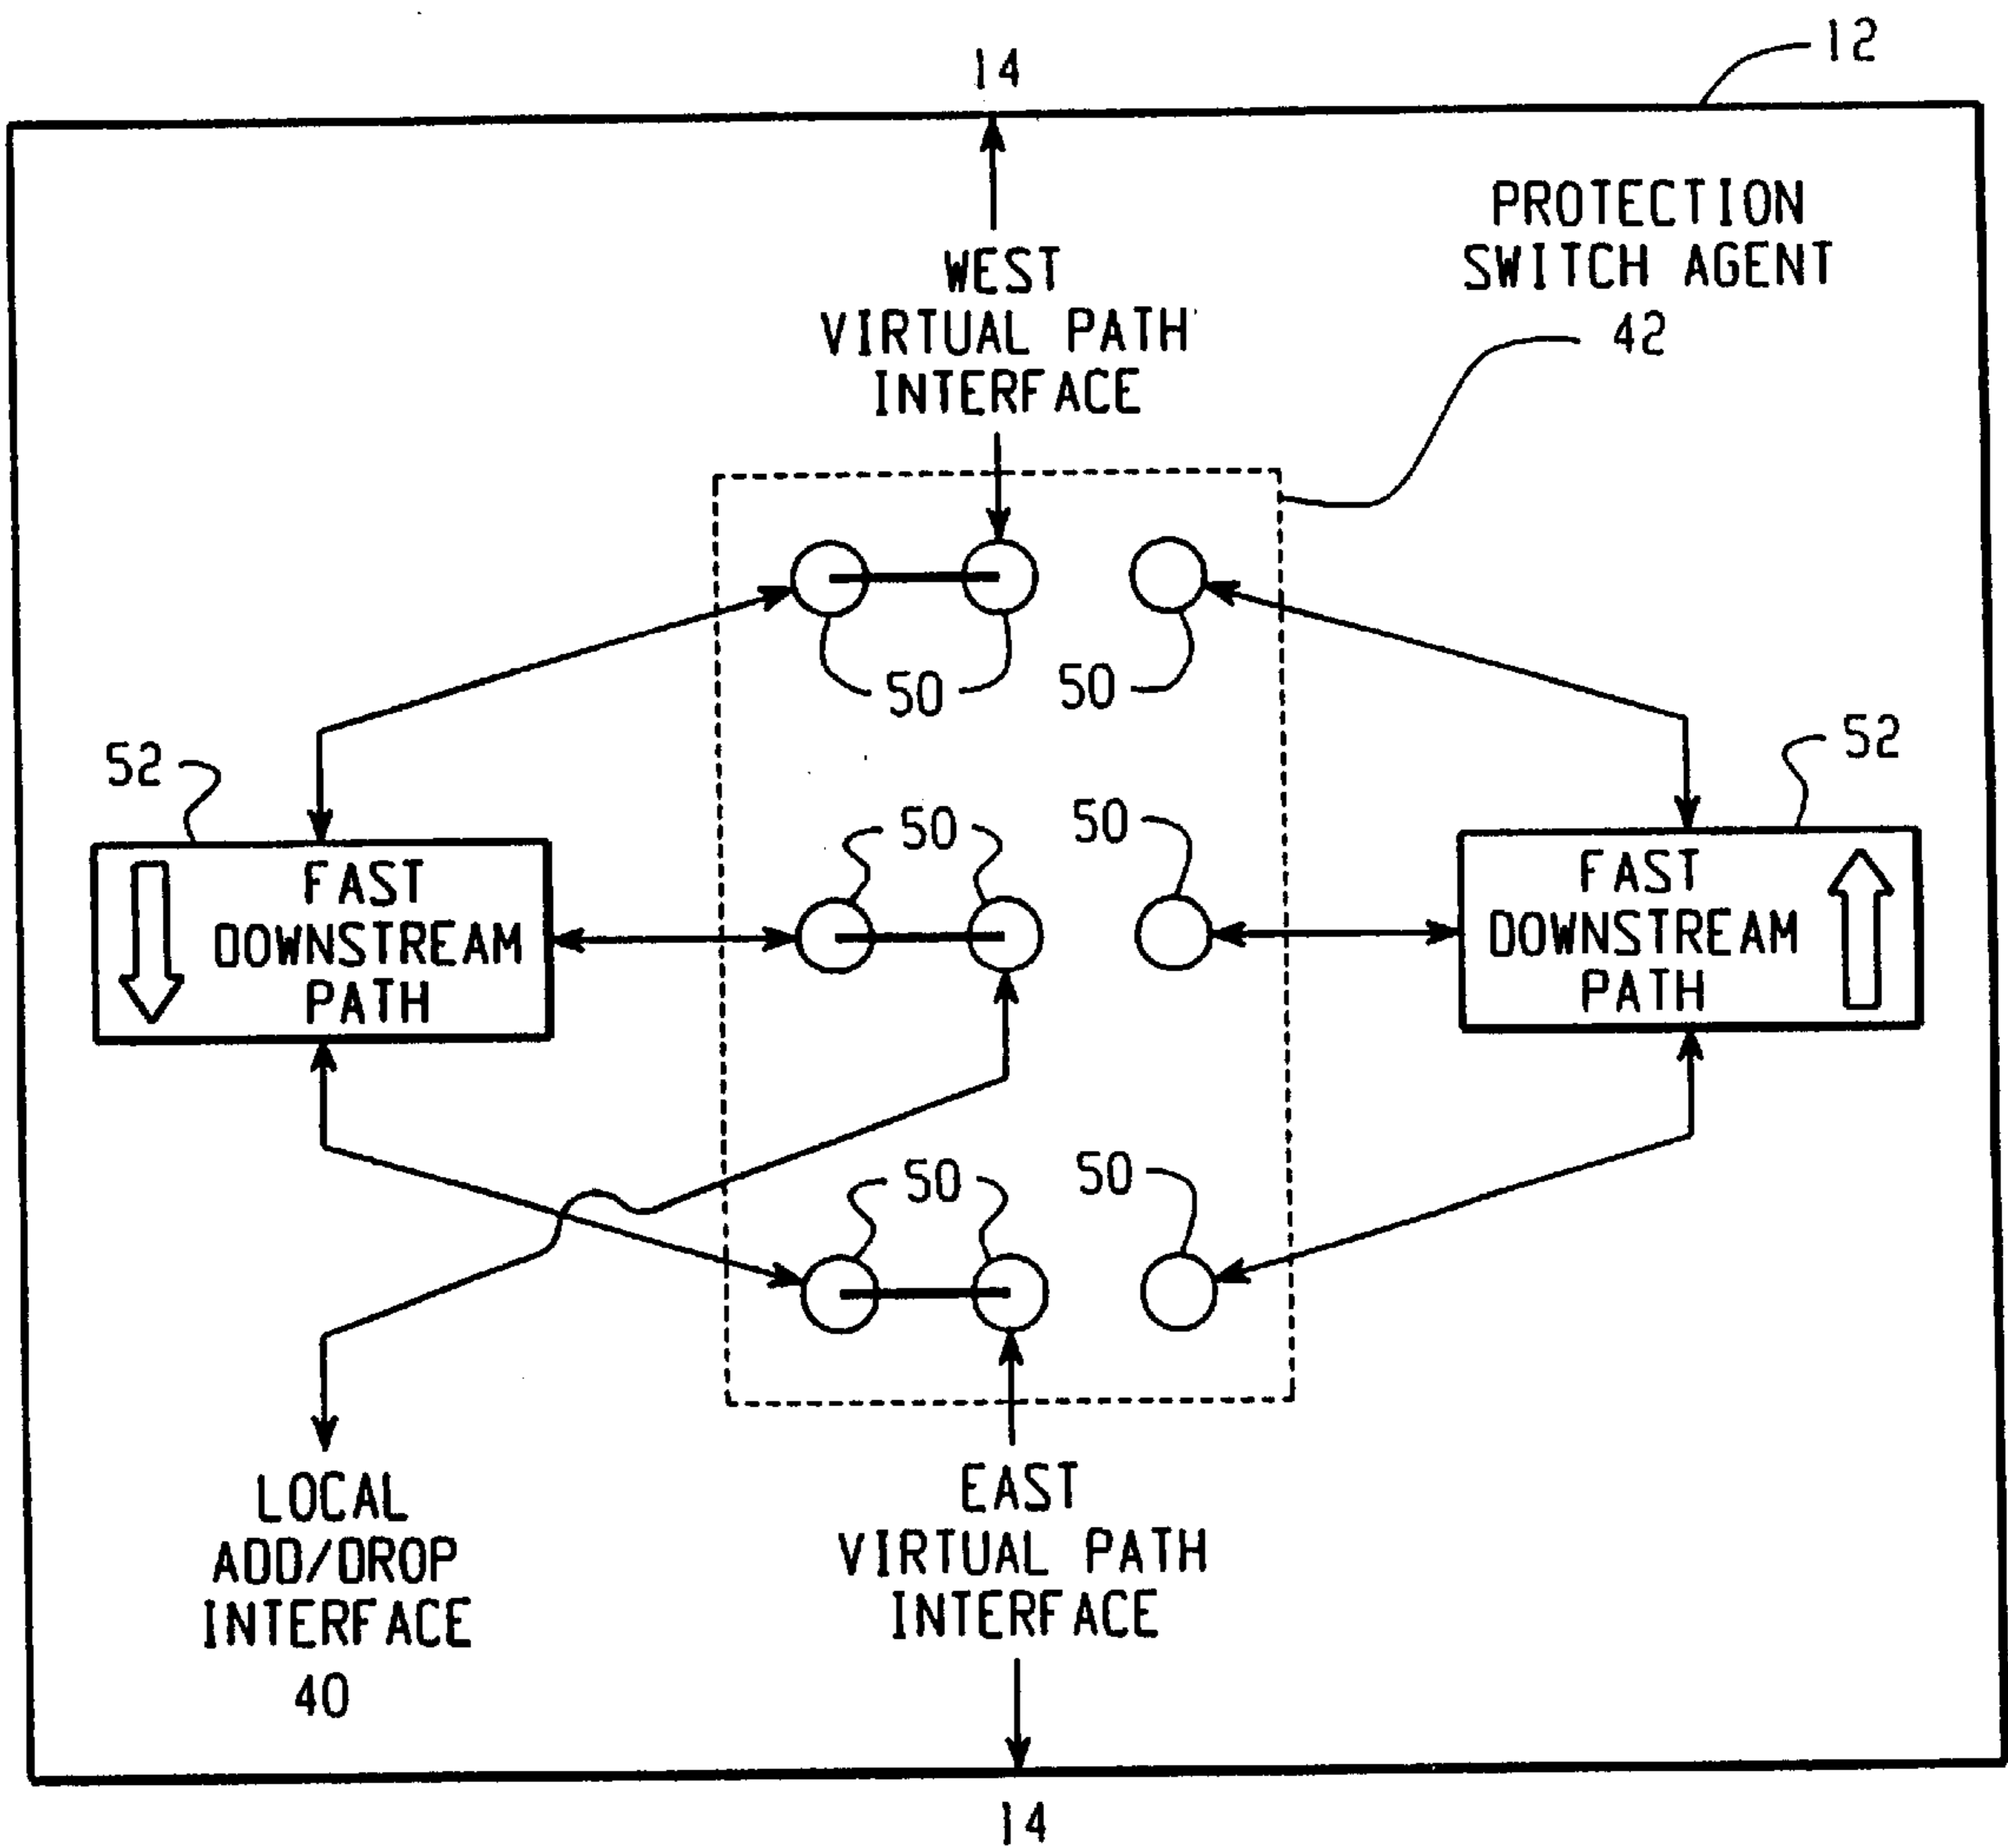 12
14
PROTECTION
SWITCH AGENT
42
WEST
VIRTUAL PATH
INTERFACE
50
50
52
52
50
50
FAST
DOWNSTREAM
PATH
FAST
DOWNSTREAM
PATH
50
50
LOCAL
ADD/DROP
INTERFACE
40
EAST
VIRTUAL PATH
INTERFACE
14